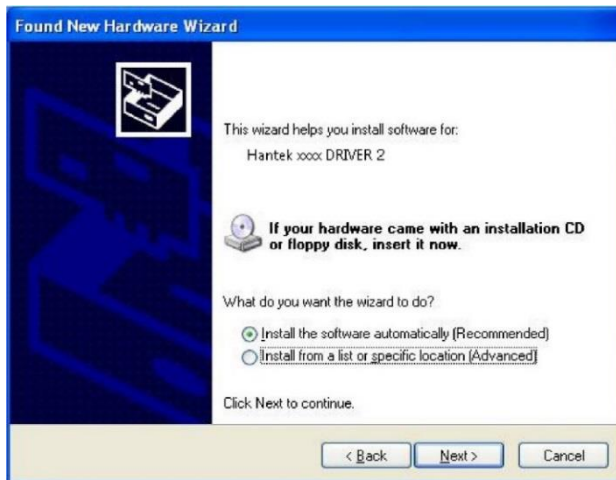 Found New Hardware Wizard
This wizard helps you install software for:
Hantek xxxx DRIVER 2
If your hardware came with an installation CD
or floppy disk, insert it now.
What do you want the wizard to do?
Install the software automatically (Recommended)
Install from a list or specific location (Advanced)
Click Next to continue.
< Back
Next >
Cancel